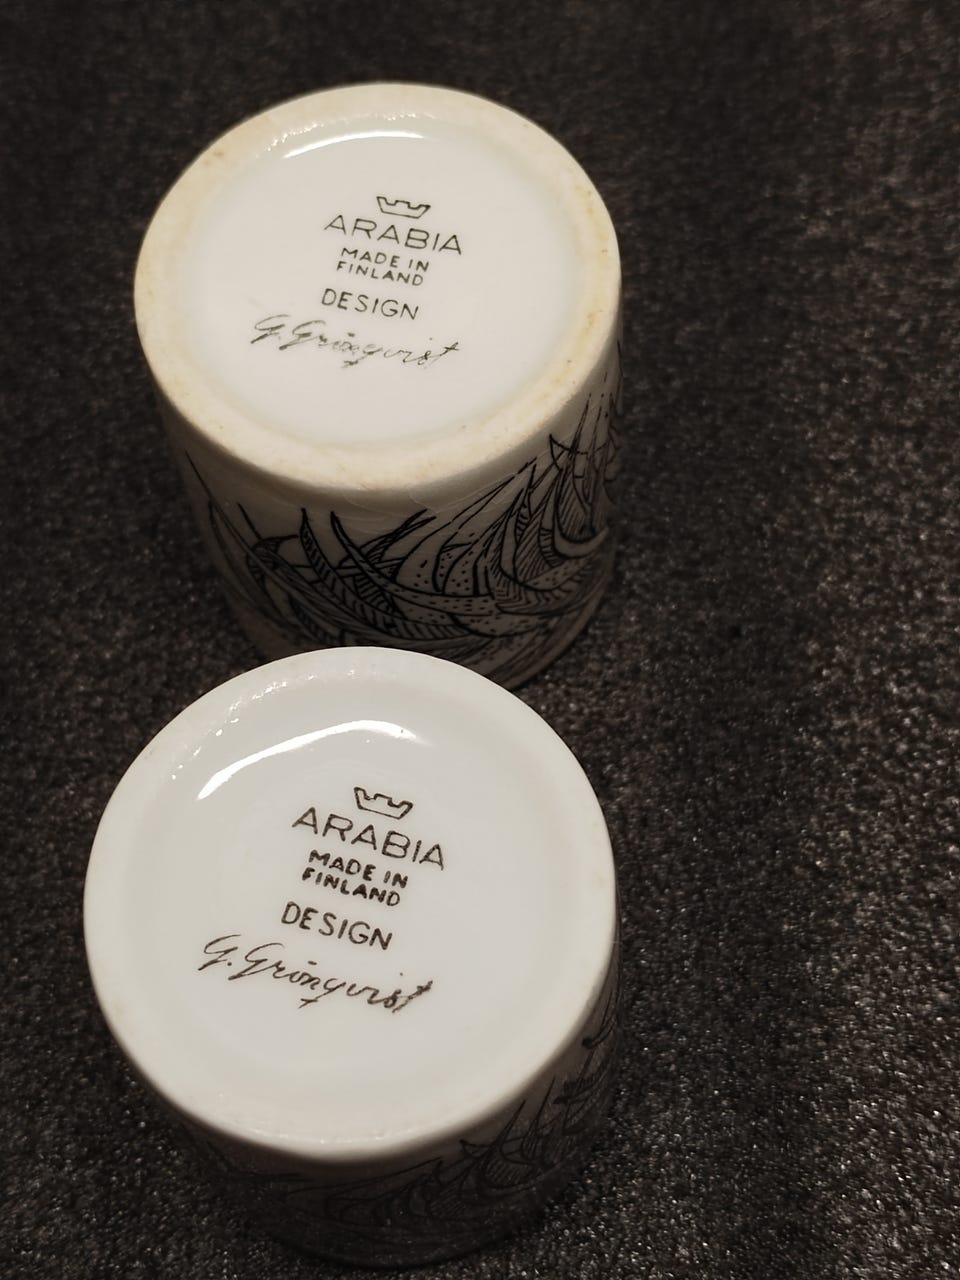 ARABIA
MADE IN
FINLAND
DESIGN
G. Grönqvist
ARABIA
MADE IN
FINLAND
DESIGN
G. Grönqvist